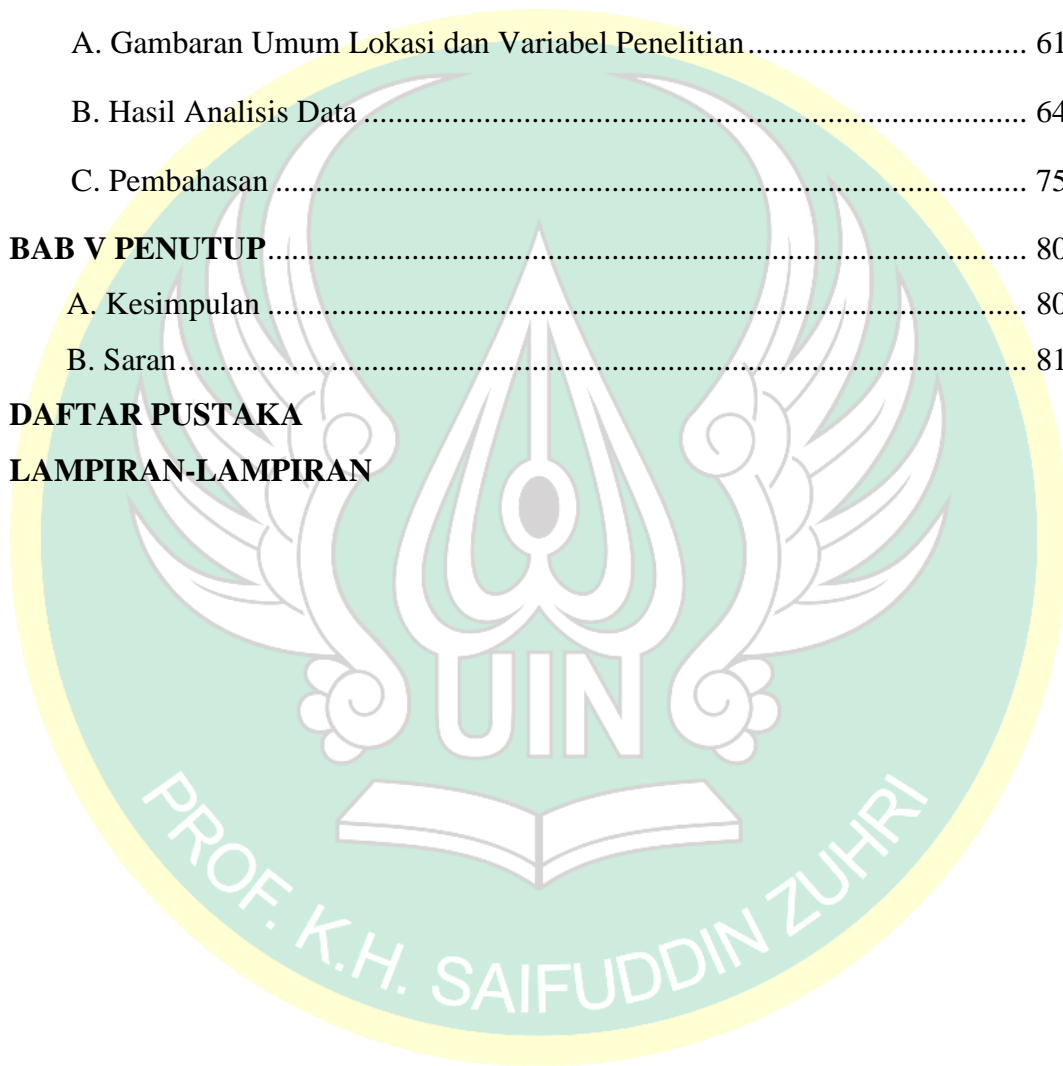 A. Gambaran Umum Lokasi dan Variabel Penelitian................................... 61
B. Hasil Analisis Data................................................................................... 64
C. Pembahasan.............................................................................................. 75
BAB V PENUTUP............................................................................................... 80
A. Kesimpulan............................................................................................... 80
B. Saran.......................................................................................................... 81
DAFTAR PUSTAKA
LAMPIRAN-LAMPIRAN
UIN
PROF. K.H. SAIFUDDIN ZUHRI